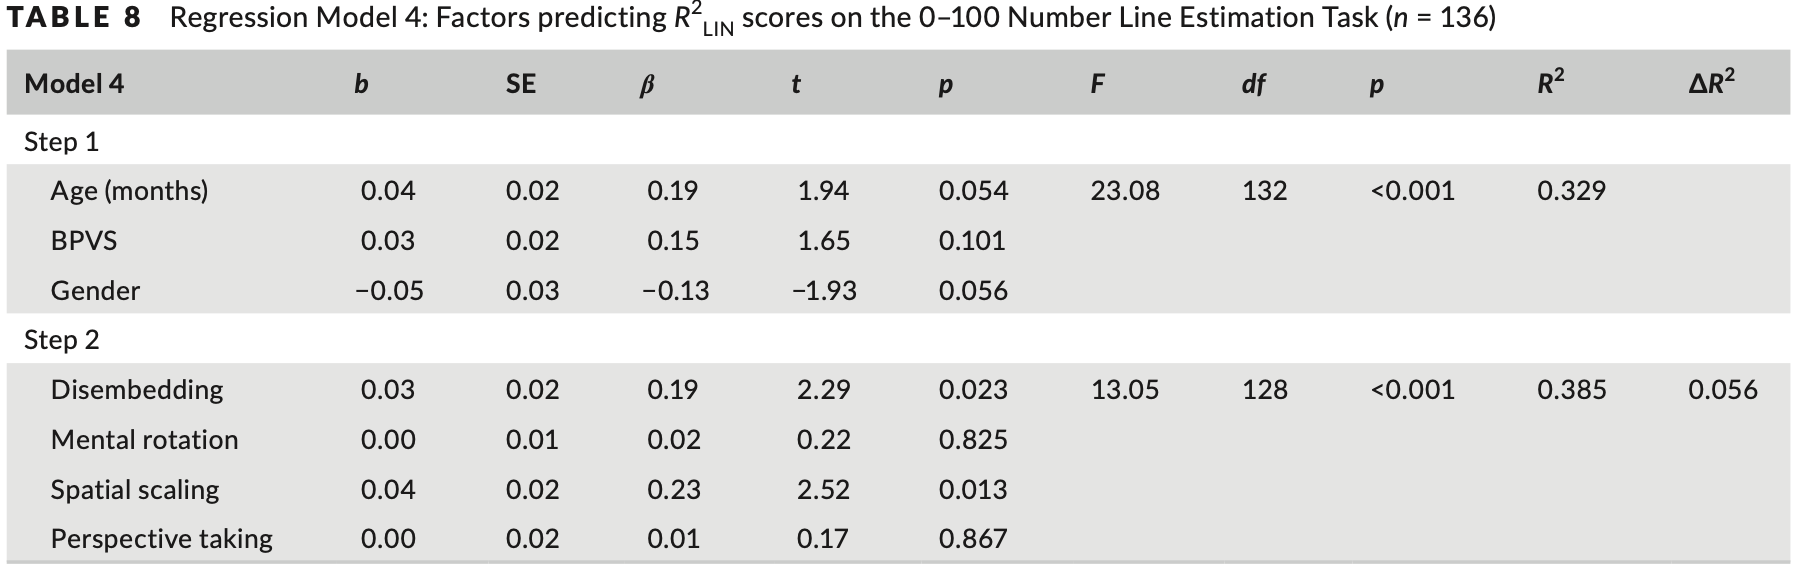 TABLE 8 Regression Model 4: Factors predicting R²LIN scores on the 0–100 Number Line Estimation Task (n = 136)
Model 4 b SE β t p F df p R² ΔR²
Step 1
Age (months) 0.04 0.02 0.19 1.94 0.054 23.08 132 <0.001 0.329
BPVS 0.03 0.02 0.15 1.65 0.101
Gender −0.05 0.03 −0.13 −1.93 0.056
Step 2
Disembedding 0.03 0.02 0.19 2.29 0.023 13.05 128 <0.001 0.385 0.056
Mental rotation 0.00 0.01 0.02 0.22 0.825
Spatial scaling 0.04 0.02 0.23 2.52 0.013
Perspective taking 0.00 0.02 0.01 0.17 0.867